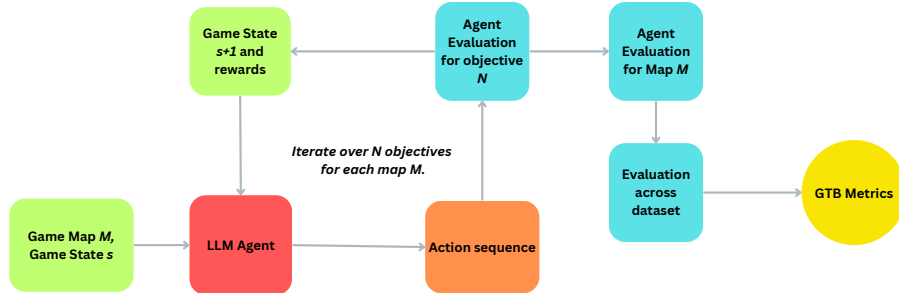 Game State
s+1 and
rewards
Agent
Evaluation
for objective
N
Agent
Evaluation
for Map M
Iterate over N objectives
for each map M.
Evaluation
across
dataset
GTB Metrics
Game Map M,
Game State s
LLM Agent
Action sequence